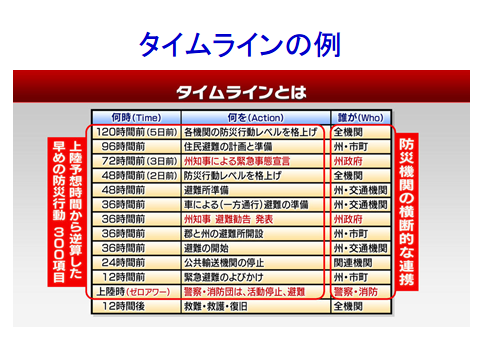 タイムラインの例
タイムラインとは
何時(Time) 何を(Action) 誰が(Who)
120時間前(5日前) 各機関の防災行動レベルを格上げ 全機関
96時間前 住民避難の計画と準備 州・市町
72時間前(3日前) 州知事による緊急事態宣言 州政府
48時間前(2日前) 防災行動レベルを格上げ 全機関
48時間前 避難所準備 州・交通機関
36時間前 車による(一方通行)避難の準備 州・交通機関
36時間前 州知事 避難勧告 発表 州政府
36時間前 郡と州の避難所開設 州・市町
36時間前 避難の開始 州・交通機関
24時間前 公共輸送機関の停止 関連機関
12時間前 緊急避難のよびかけ 州・市町
上陸時(ゼロアワー) 警察・消防団は、活動停止、避難 警察・消防
12時間後 救難・救護・復旧 全機関
上陸予想時間から逆算した
早めの防災行動 300項目
防災機関の横断的な連携